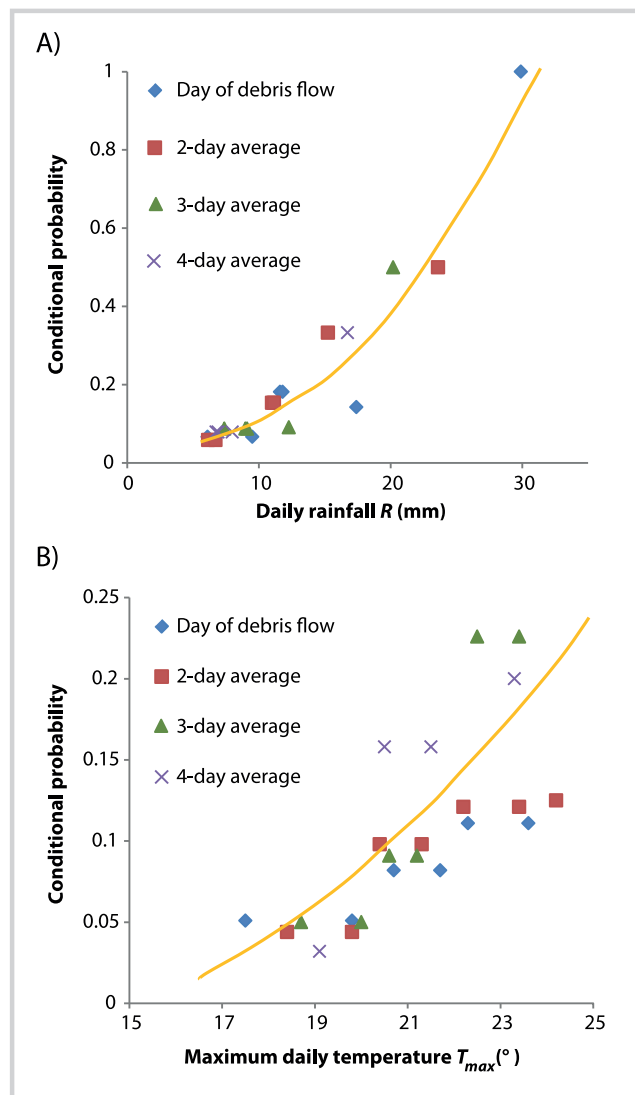 A)
1
0.8
0.6
0.4
0.2
0
Conditional probability
Day of debris flow
2-day average
3-day average
4-day average
0 10 20 30
Daily rainfall R (mm)
B)
0.25
0.2
0.15
0.1
0.05
0
Conditional probability
Day of debris flow
2-day average
3-day average
4-day average
15 17 19 21 23 25
Maximum daily temperature Tmax(°)